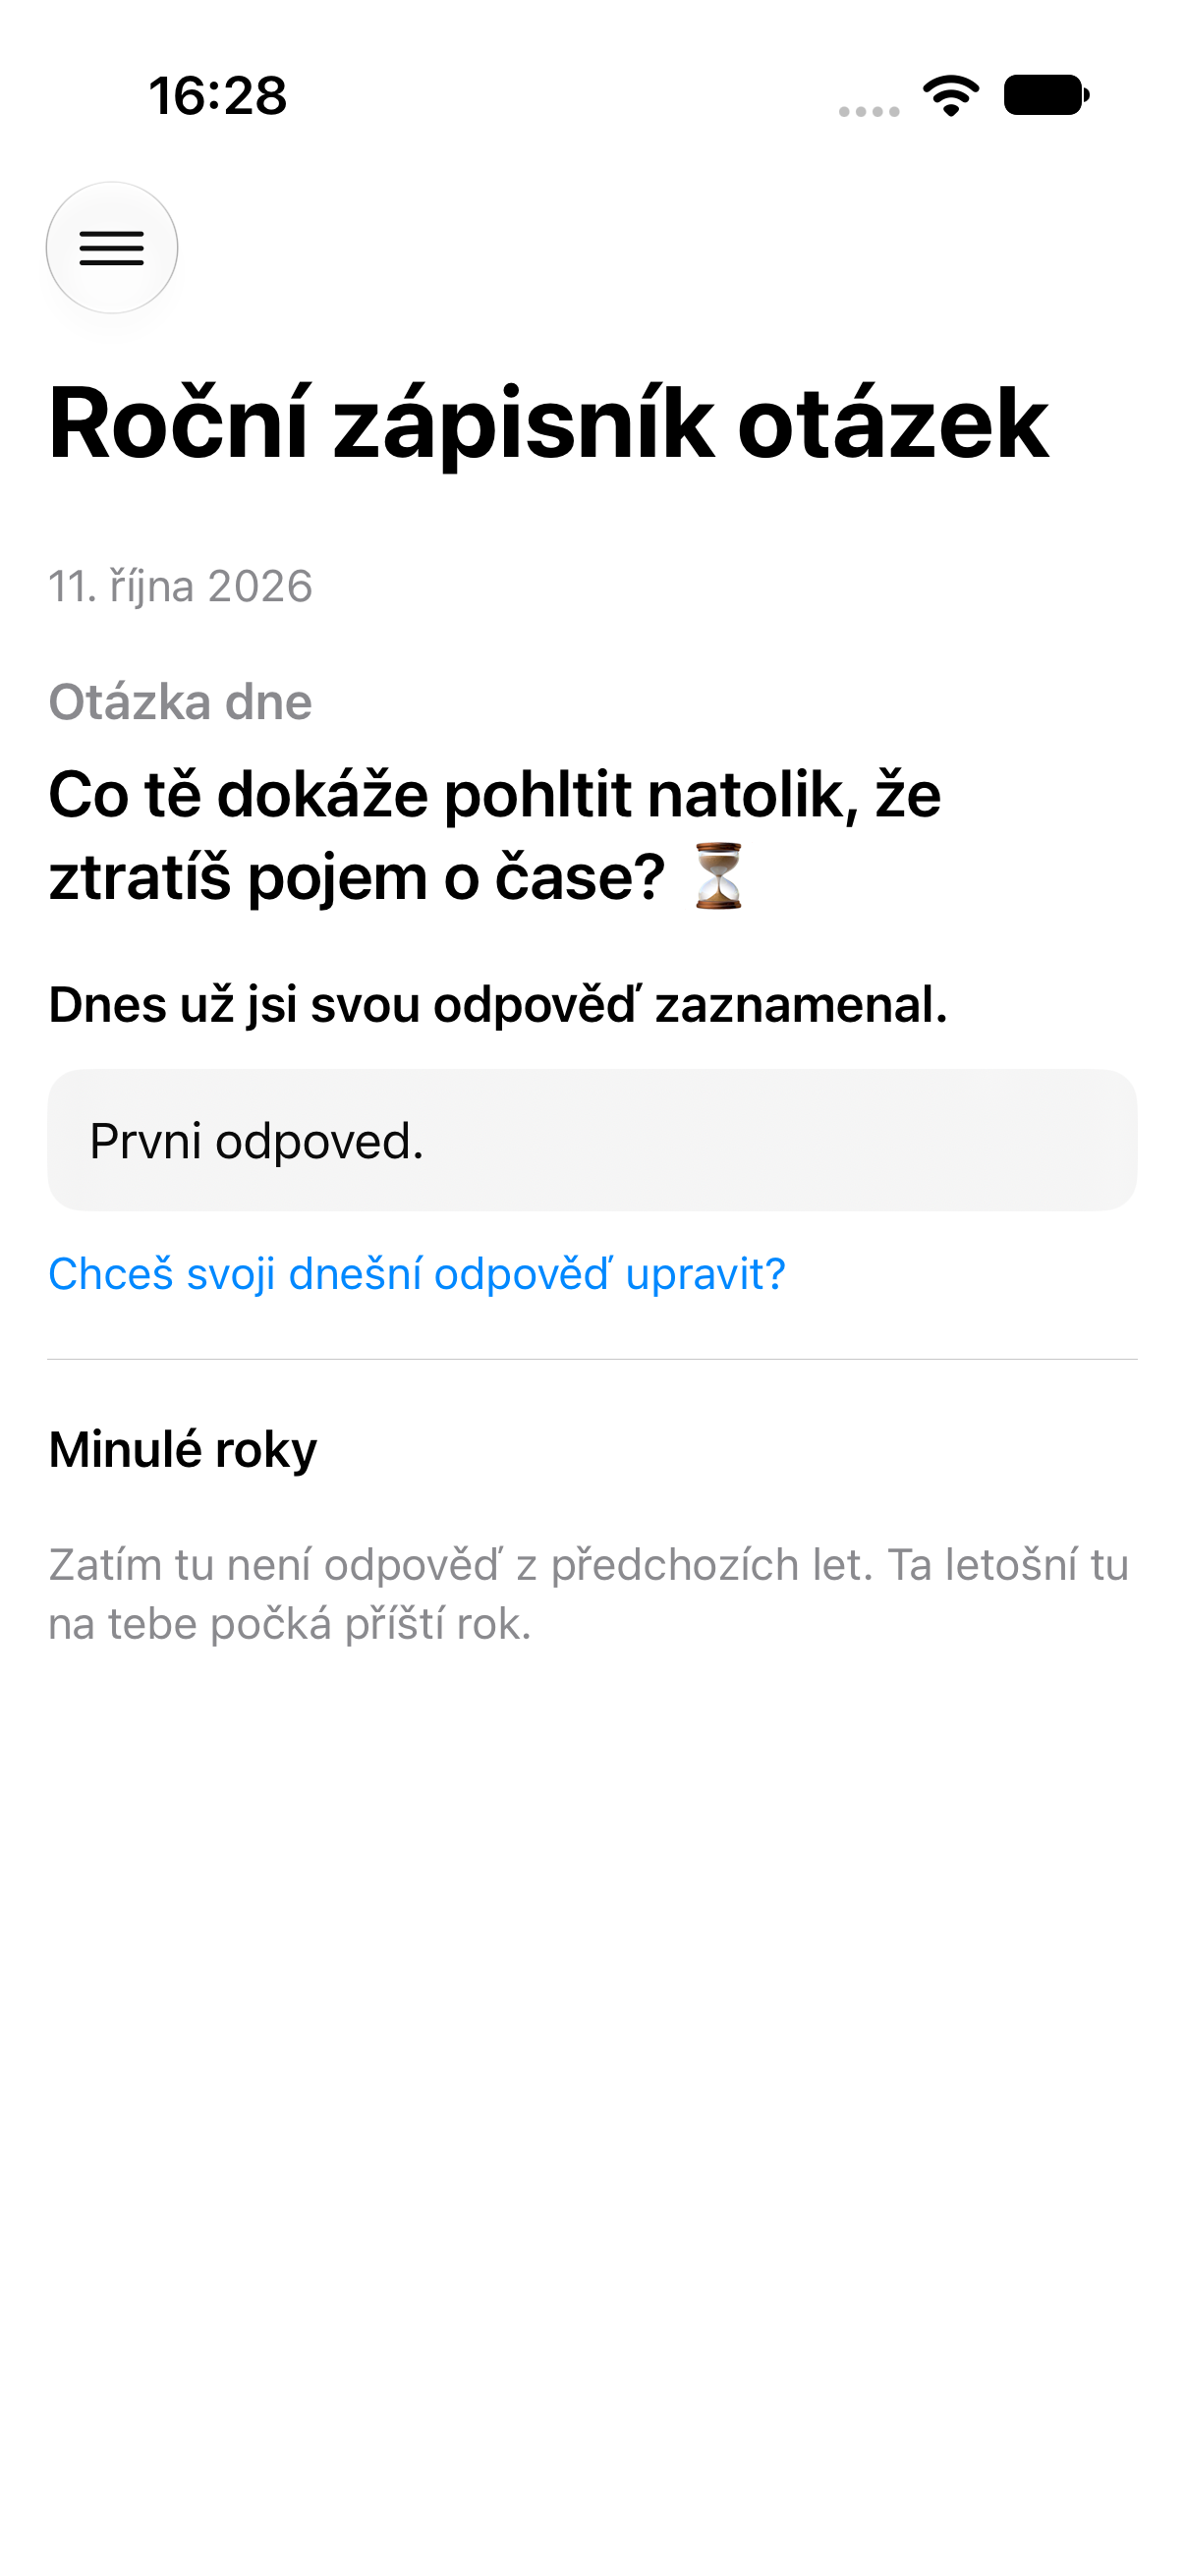 16:28
Roční zápisník otázek
11. října 2026
Otázka dne
Co tě dokáže pohltit natolik, že
ztratíš pojem o čase? ⏳
Dnes už jsi svou odpověď zaznamenal.
Prvni odpoved.
Chceš svoji dnešní odpověď upravit?
Minulé roky
Zatím tu není odpověď z předchozích let. Ta letošní tu
na tebe počká příští rok.